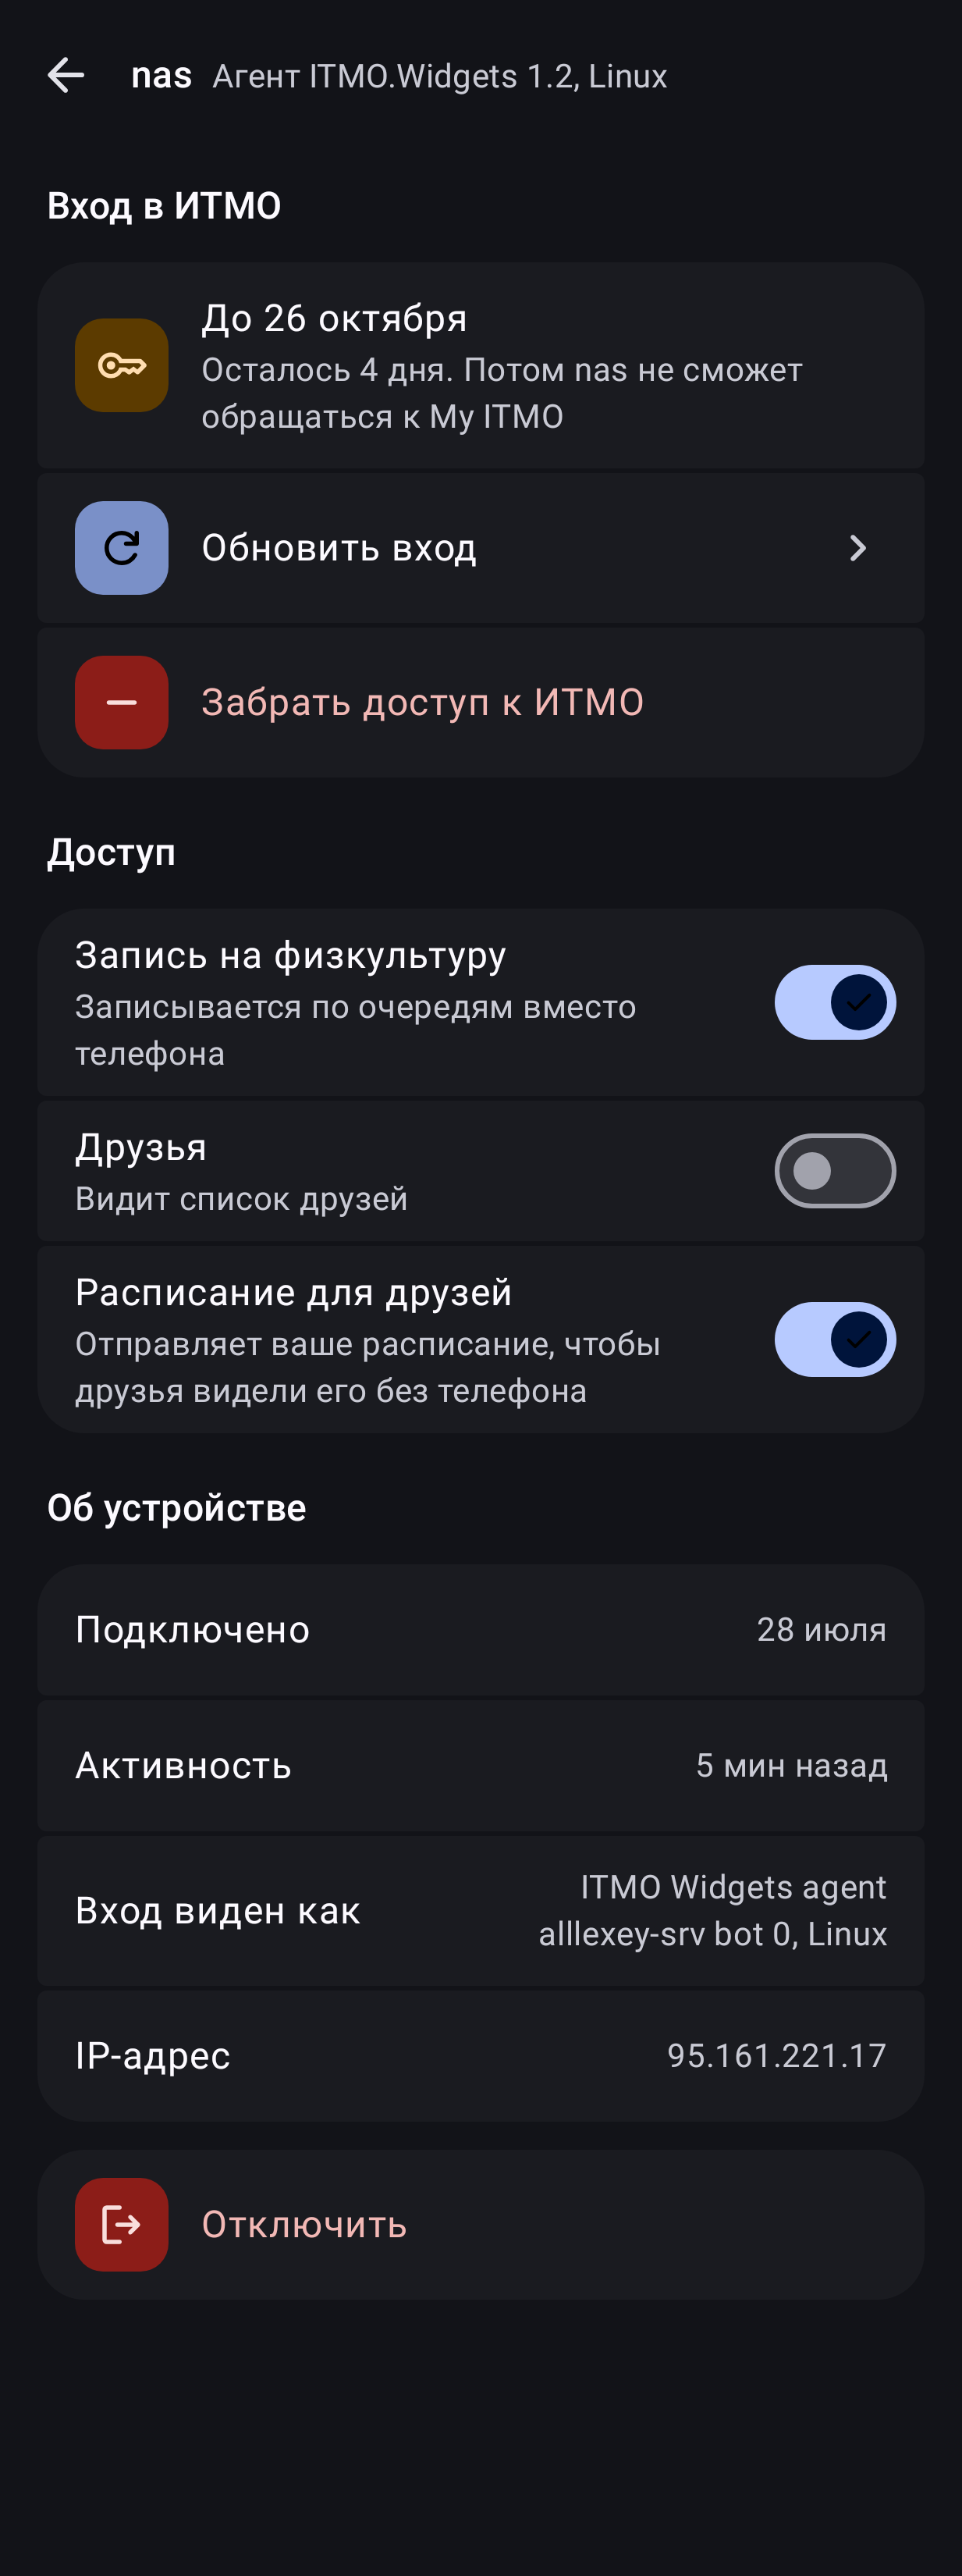 nas Агент ITMO.Widgets 1.2, Linux
Вход в ИТМО
До 26 октября
Осталось 4 дня. Потом nas не сможет
обращаться к My ITMO
Обновить вход
Забрать доступ к ИТМО
Доступ
Запись на физкультуру
Записывается по очередям вместо
телефона
Друзья
Видит список друзей
Расписание для друзей
Отправляет ваше расписание, чтобы
друзья видели его без телефона
Об устройстве
Подключено 28 июля
Активность 5 мин назад
Вход виден как ITMO Widgets agent
alllexey-srv bot 0, Linux
IP-адрес 95.161.221.17
Отключить